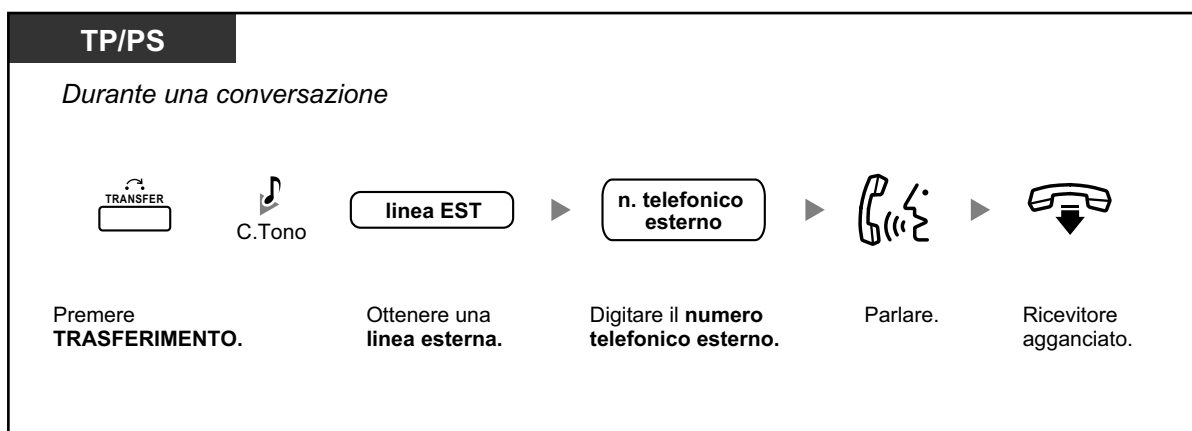 TP/PS
Durante una conversazione
TRANSFER
C.Tono
linea EST
n. telefonico
esterno
Premere
TRASFERIMENTO.
Ottenere una
linea esterna.
Digitare il numero
telefonico esterno.
Parlare.
Ricevitore
agganciato.